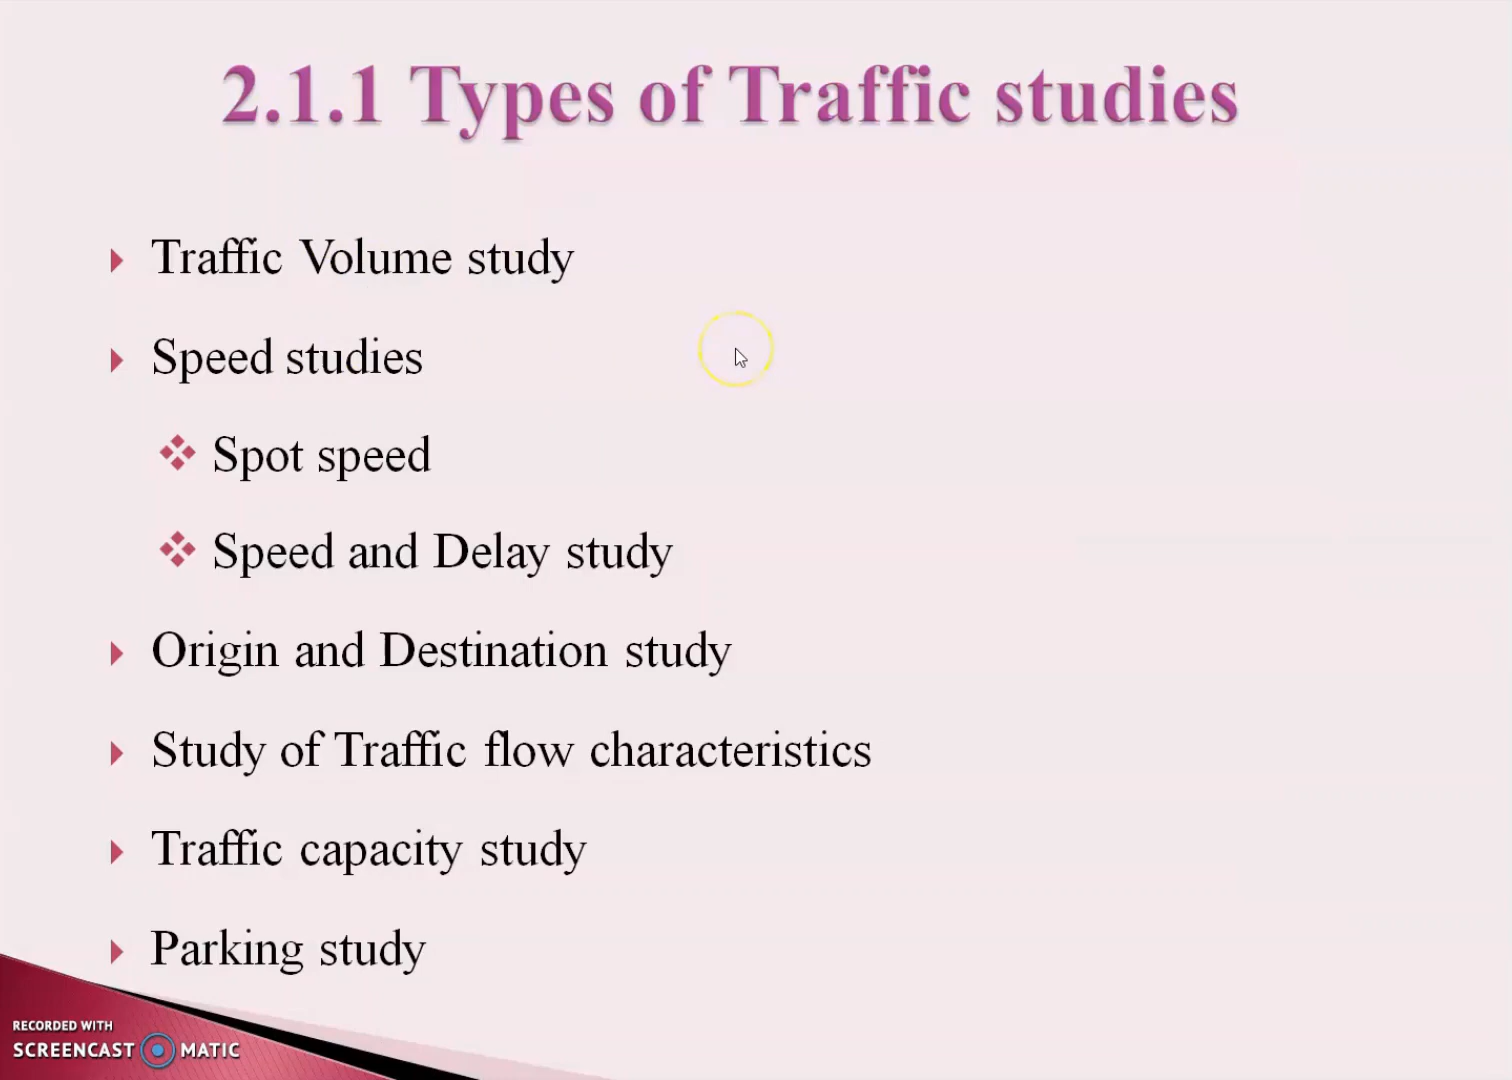 2.1.1 Types of Traffic studies
Traffic Volume study
Speed studies
Spot speed
Speed and Delay study
Origin and Destination study
Study of Traffic flow characteristics
Traffic capacity study
Parking study
RECORDED WITH
SCREENCAST MATIC